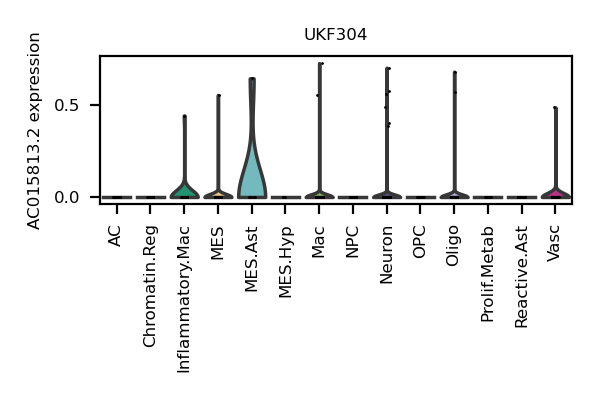 UKF304
AC015813.2 expression
0.5
0.0
AC
Chromatin.Reg
Inflammatory.Mac
MES
MES.Ast
MES.Hyp
Mac
NPC
Neuron
OPC
Oligo
Prolif.Metab
Reactive.Ast
Vasc